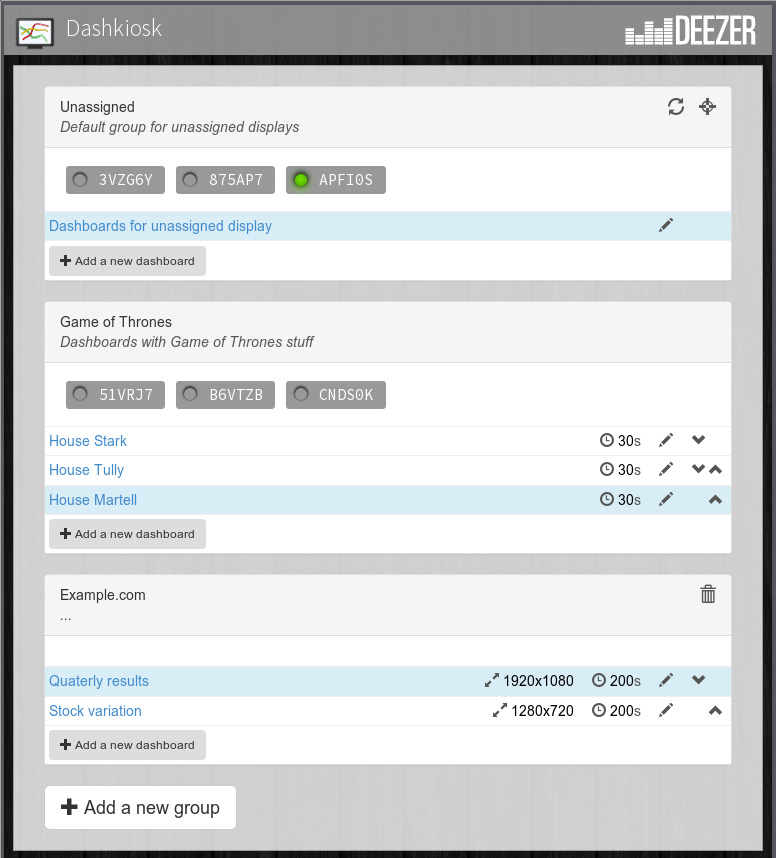 Dashkiosk
DEEZER
Unassigned
Default group for unassigned displays
3VZG6Y 875AP7 APFI0S
Dashboards for unassigned display
Add a new dashboard
Game of Thrones
Dashboards with Game of Thrones stuff
51VRJ7 B6VTZB CNDS0K
House Stark 30s
House Tully 30s
House Martell 30s
Add a new dashboard
Example.com
...
Quaterly results 1920x1080 200s
Stock variation 1280x720 200s
Add a new dashboard
Add a new group